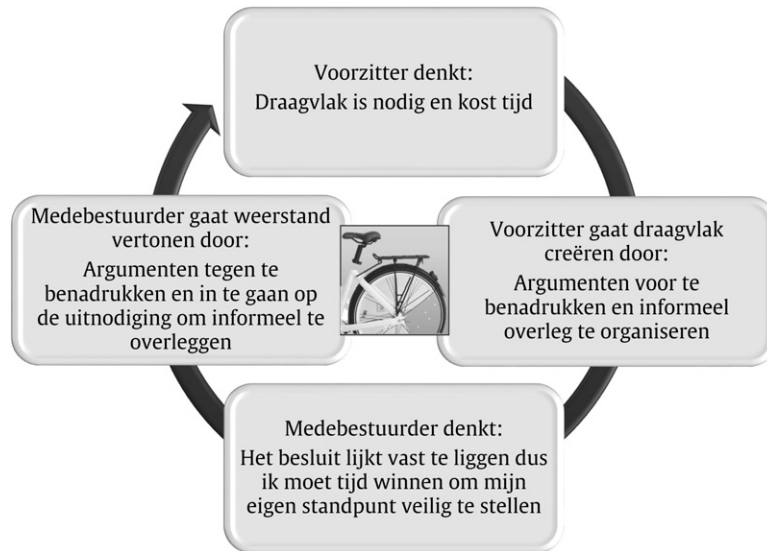 Voorzitter denkt:
Draagvlak is nodig en kost tijd
Voorzitter gaat draagvlak
creëren door:
Argumenten voor te
benadrukken en informeel
overleg te organiseren
Medebestuurder denkt:
Het besluit lijkt vast te liggen dus
ik moet tijd winnen om mijn
eigen standpunt veilig te stellen
Medebestuurder gaat weerstand
vertonen door:
Argumenten tegen te
benadrukken en in te gaan op
de uitnodiging om informeel te
overleggen